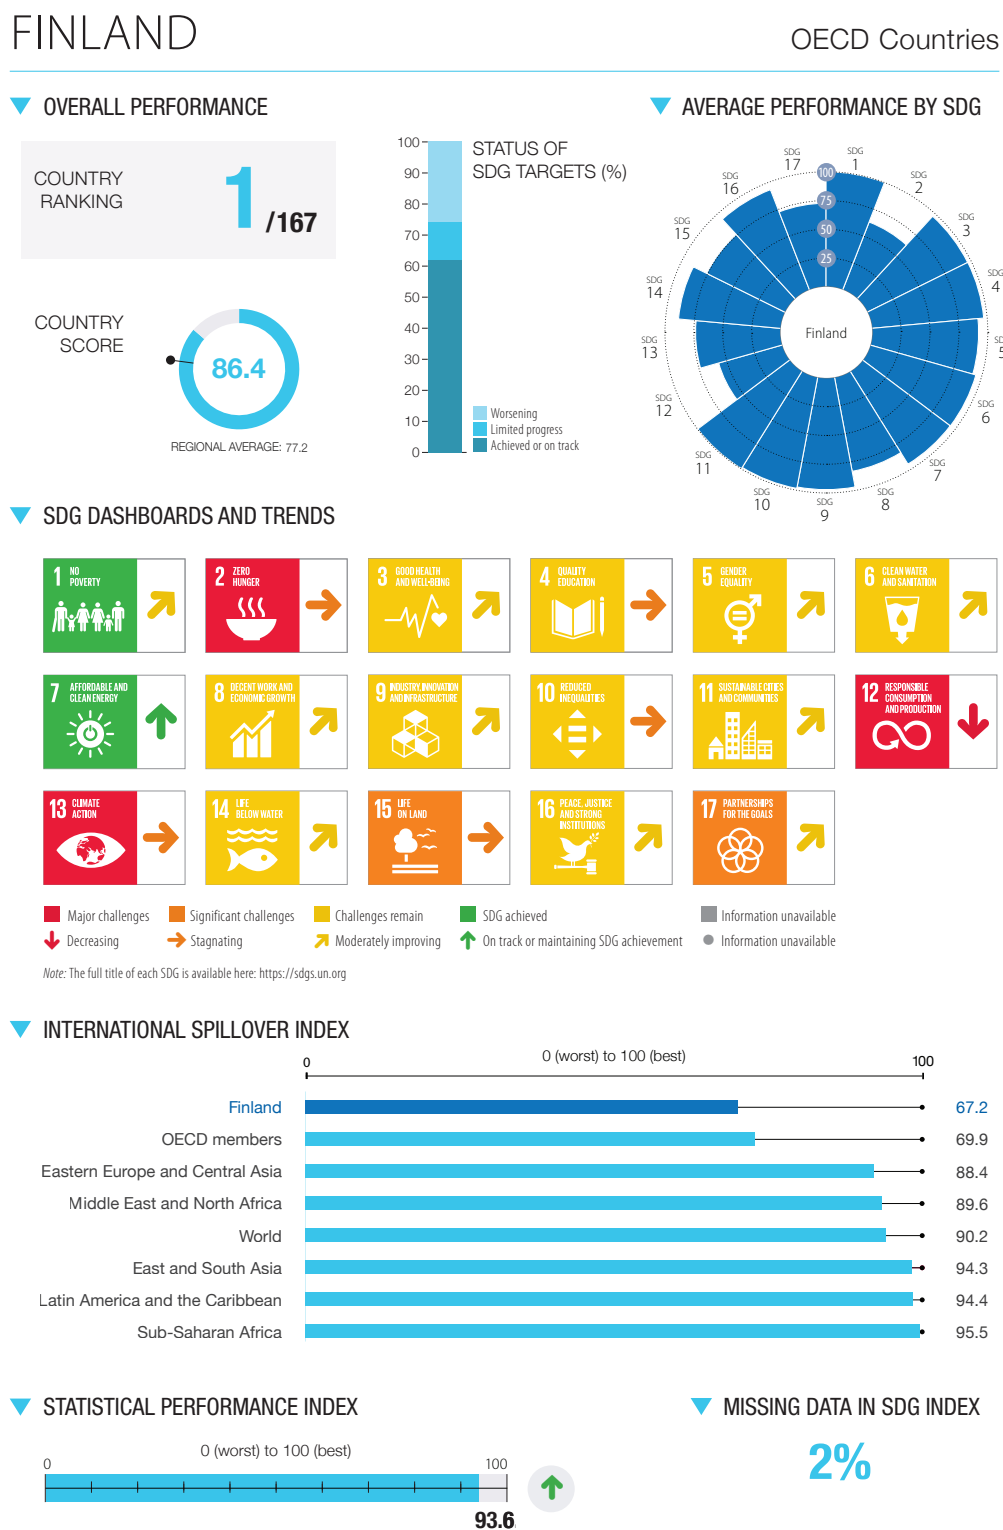 FINLAND
OECD Countries
OVERALL PERFORMANCE
COUNTRY
RANKING
1 /167
COUNTRY
SCORE
86.4
REGIONAL AVERAGE: 77.2
STATUS OF
SDG TARGETS (%)
100
90
80
70
60
50
40
30
20
10
0
Worsening
Limited progress
Achieved or on track
AVERAGE PERFORMANCE BY SDG
SDG
1
SDG
2
SDG
3
SDG
4
SD
5
SDG
6
SDG
7
SDG
8
SDG
9
SDG
10
SDG
11
SDG
12
SDG
13
SDG
14
SDG
15
SDG
16
SDG
17
100
75
50
25
Finland
SDG DASHBOARDS AND TRENDS
1 NO
POVERTY
2 ZERO
HUNGER
3 GOOD HEALTH
AND WELL-BEING
4 QUALITY
EDUCATION
5 GENDER
EQUALITY
6 CLEAN WATER
AND SANITATION
7 AFFORDABLE AND
CLEAN ENERGY
8 DECENT WORK AND
ECONOMIC GROWTH
9 INDUSTRY, INNOVATION
AND INFRASTRUCTURE
10 REDUCED
INEQUALITIES
11 SUSTAINABLE CITIES
AND COMMUNITIES
12 RESPONSIBLE
CONSUMPTION
AND PRODUCTION
13 CLIMATE
ACTION
14 LIFE
BELOW WATER
15 LIFE
ON LAND
16 PEACE, JUSTICE
AND STRONG
INSTITUTIONS
17 PARTNERSHIPS
FOR THE GOALS
Major challenges
Significant challenges
Challenges remain
SDG achieved
Information unavailable
Decreasing
Stagnating
Moderately improving
On track or maintaining SDG achievement
Information unavailable
Note: The full title of each SDG is available here: https://sdgs.un.org
INTERNATIONAL SPILLOVER INDEX
0
0 (worst) to 100 (best)
100
Finland 67.2
OECD members 69.9
Eastern Europe and Central Asia 88.4
Middle East and North Africa 89.6
World 90.2
East and South Asia 94.3
Latin America and the Caribbean 94.4
Sub-Saharan Africa 95.5
STATISTICAL PERFORMANCE INDEX
0 (worst) to 100 (best)
0
100
93.6
MISSING DATA IN SDG INDEX
2%